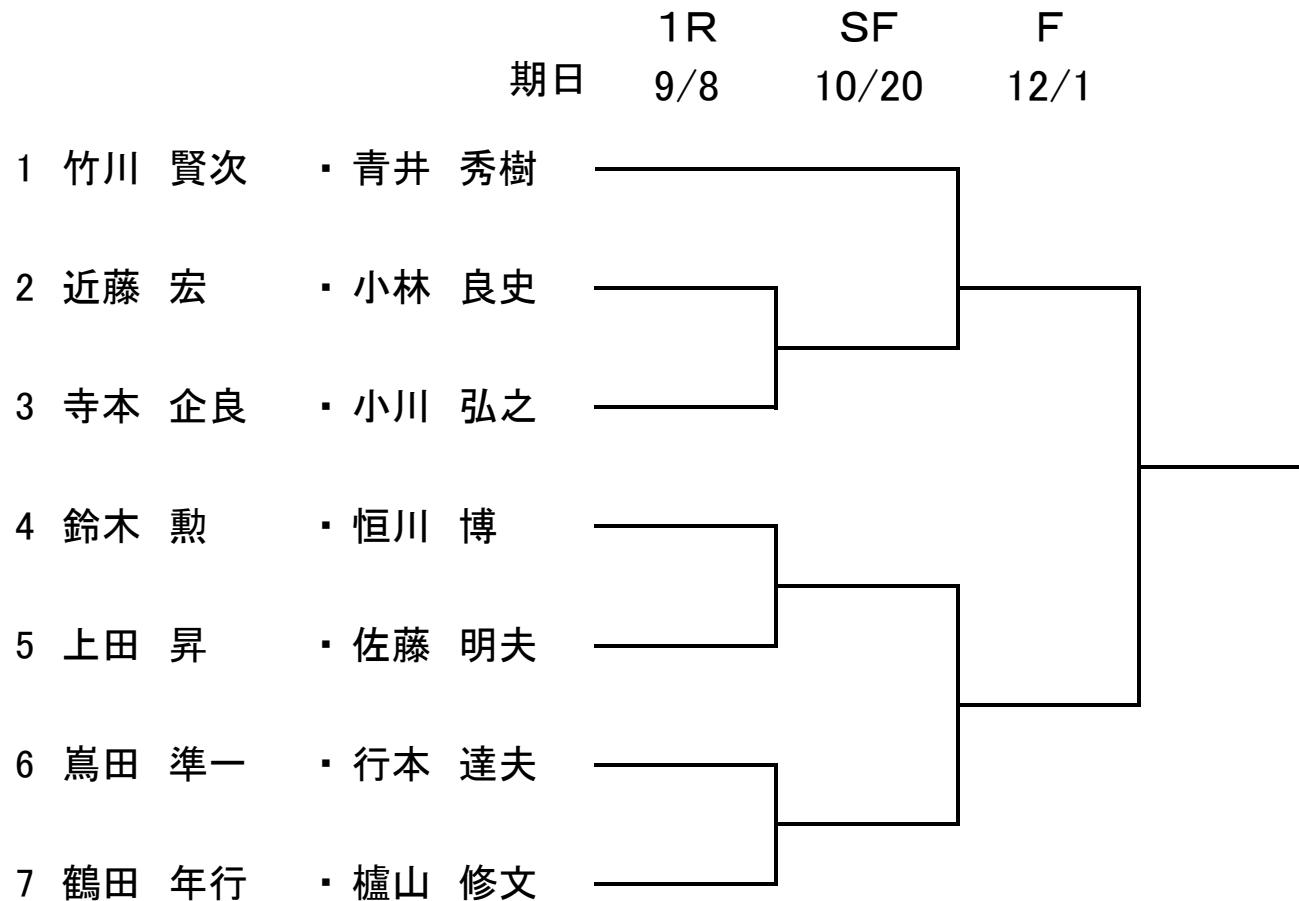 1R SF F
期日 9/8 10/20 12/1
1 竹川 賢次 ・ 青井 秀樹
2 近藤 宏 ・ 小林 良史
3 寺本 企良 ・ 小川 弘之
4 鈴木 勲 ・ 恒川 博
5 上田 昇 ・ 佐藤 明夫
6 嶌田 準一 ・ 行本 達夫
7 鶴田 年行 ・ 櫨山 修文